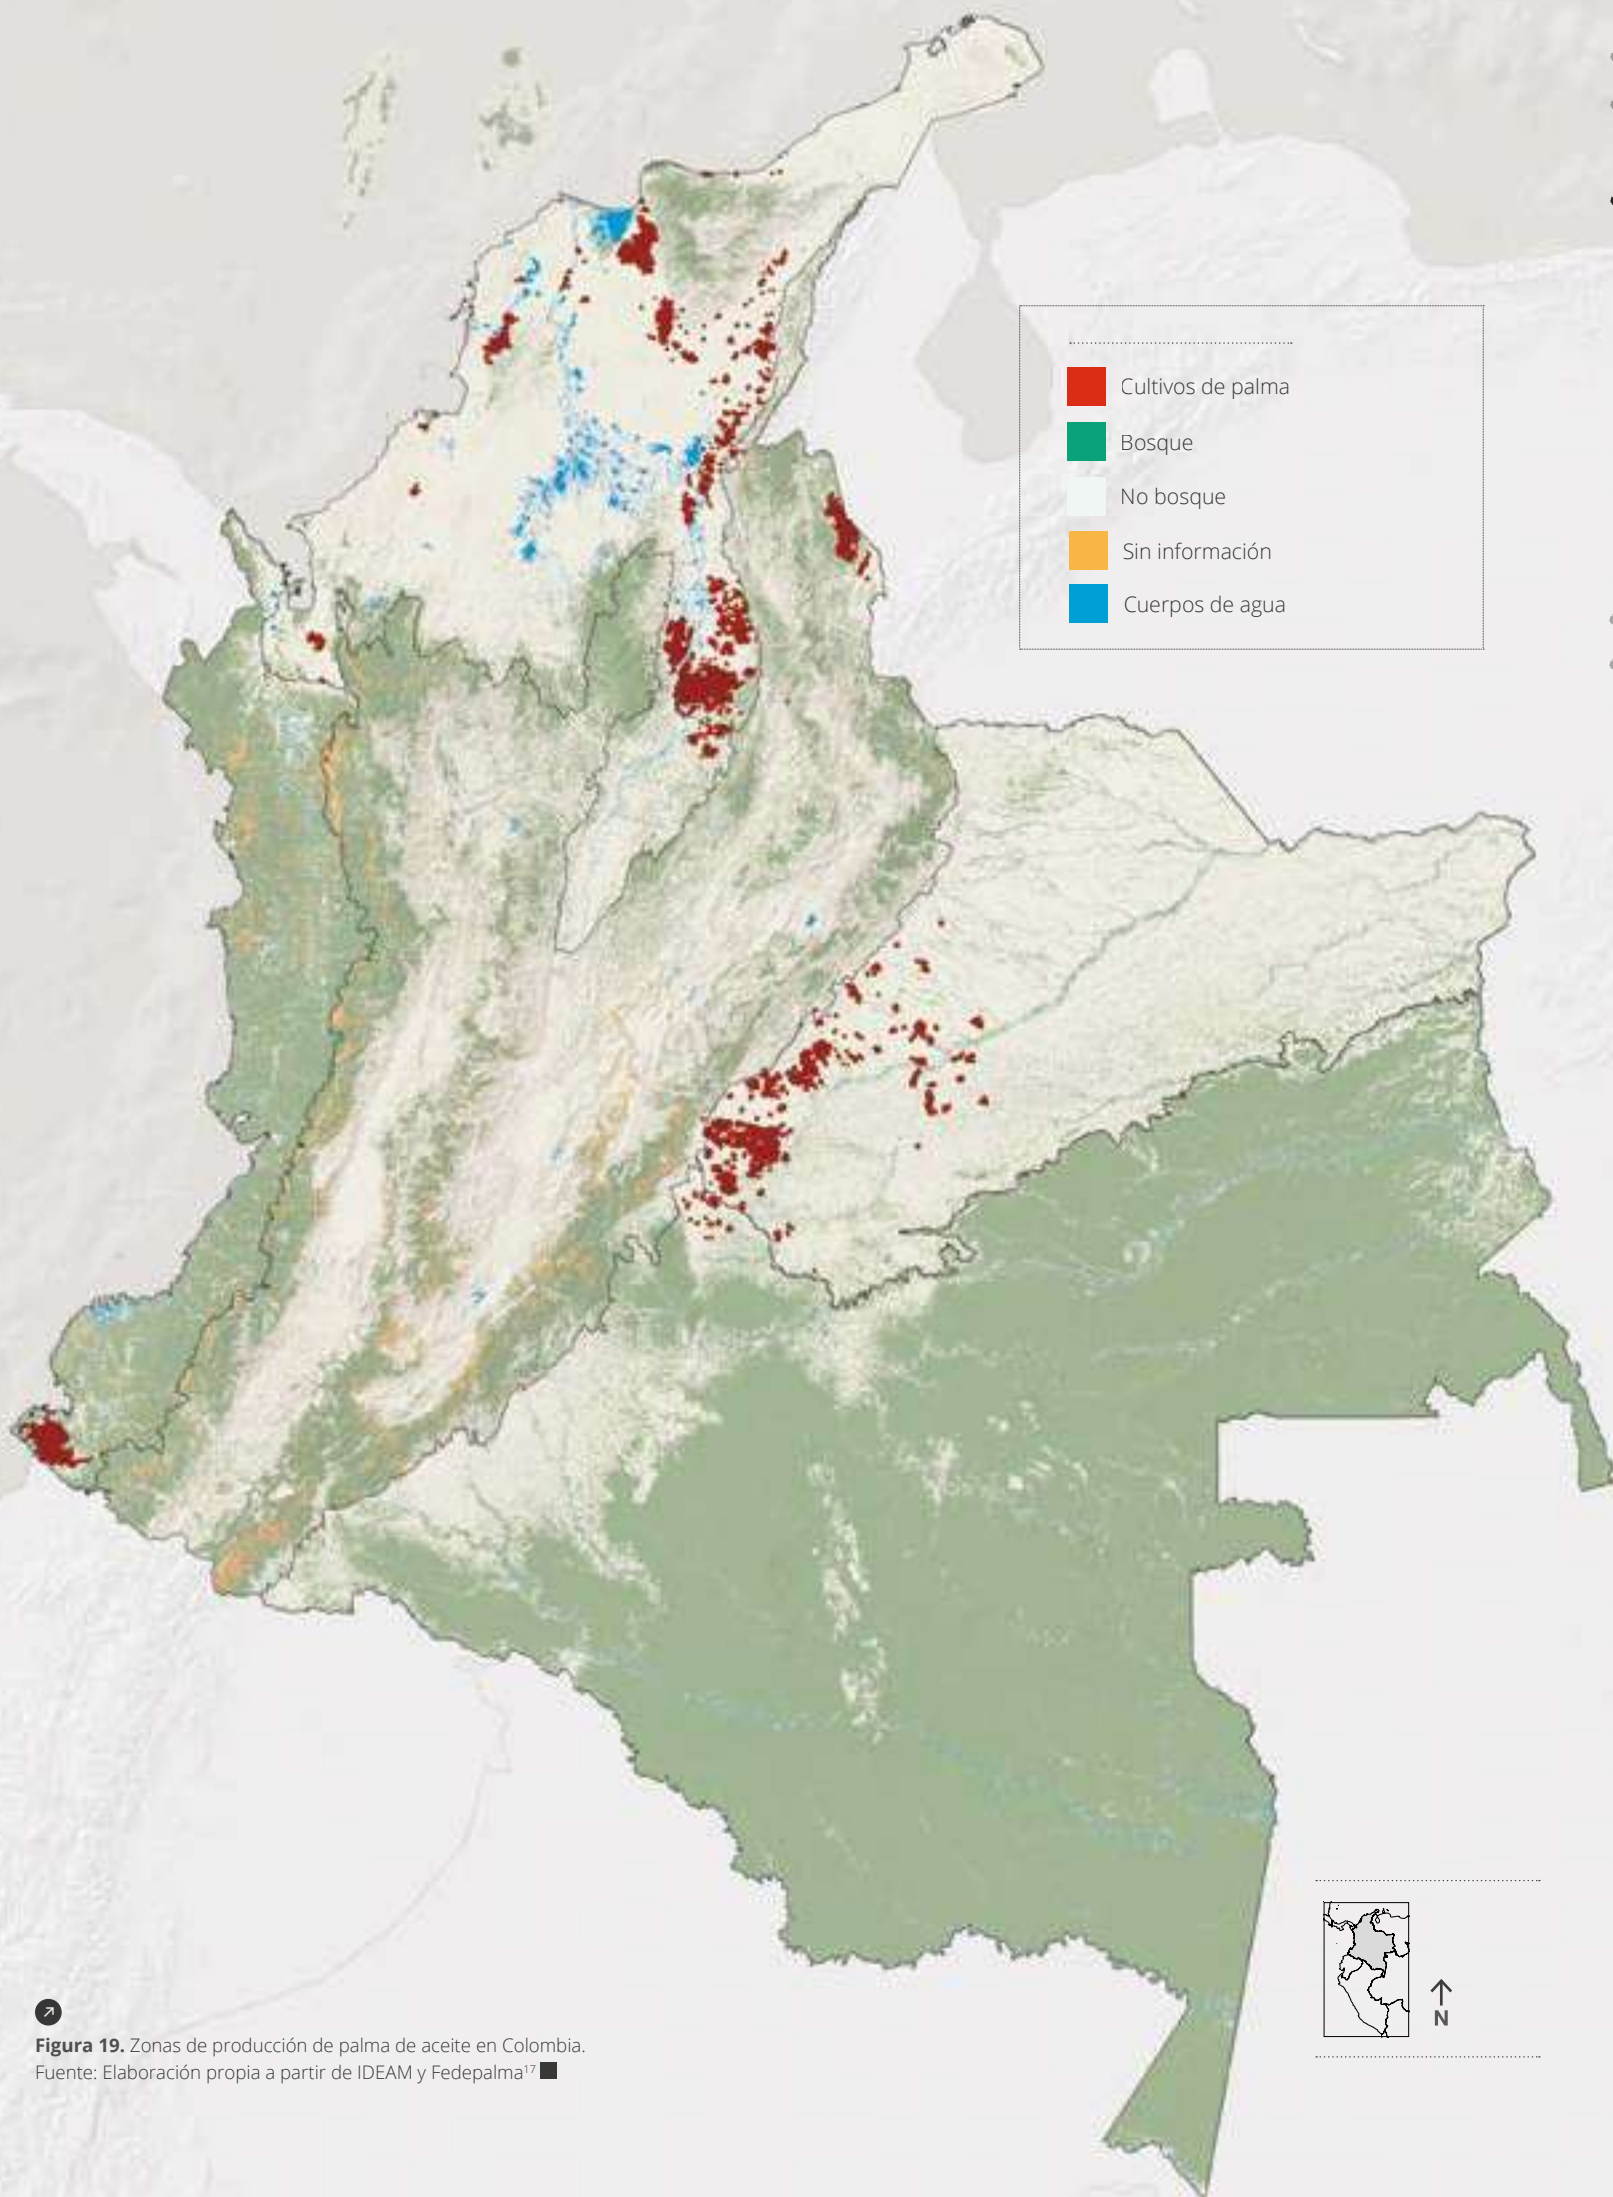 Cultivos de palma
Bosque
No bosque
Sin información
Cuerpos de agua
N
Figura 19. Zonas de producción de palma de aceite en Colombia.
Fuente: Elaboración propia a partir de IDEAM y Fedepalma¹⁷